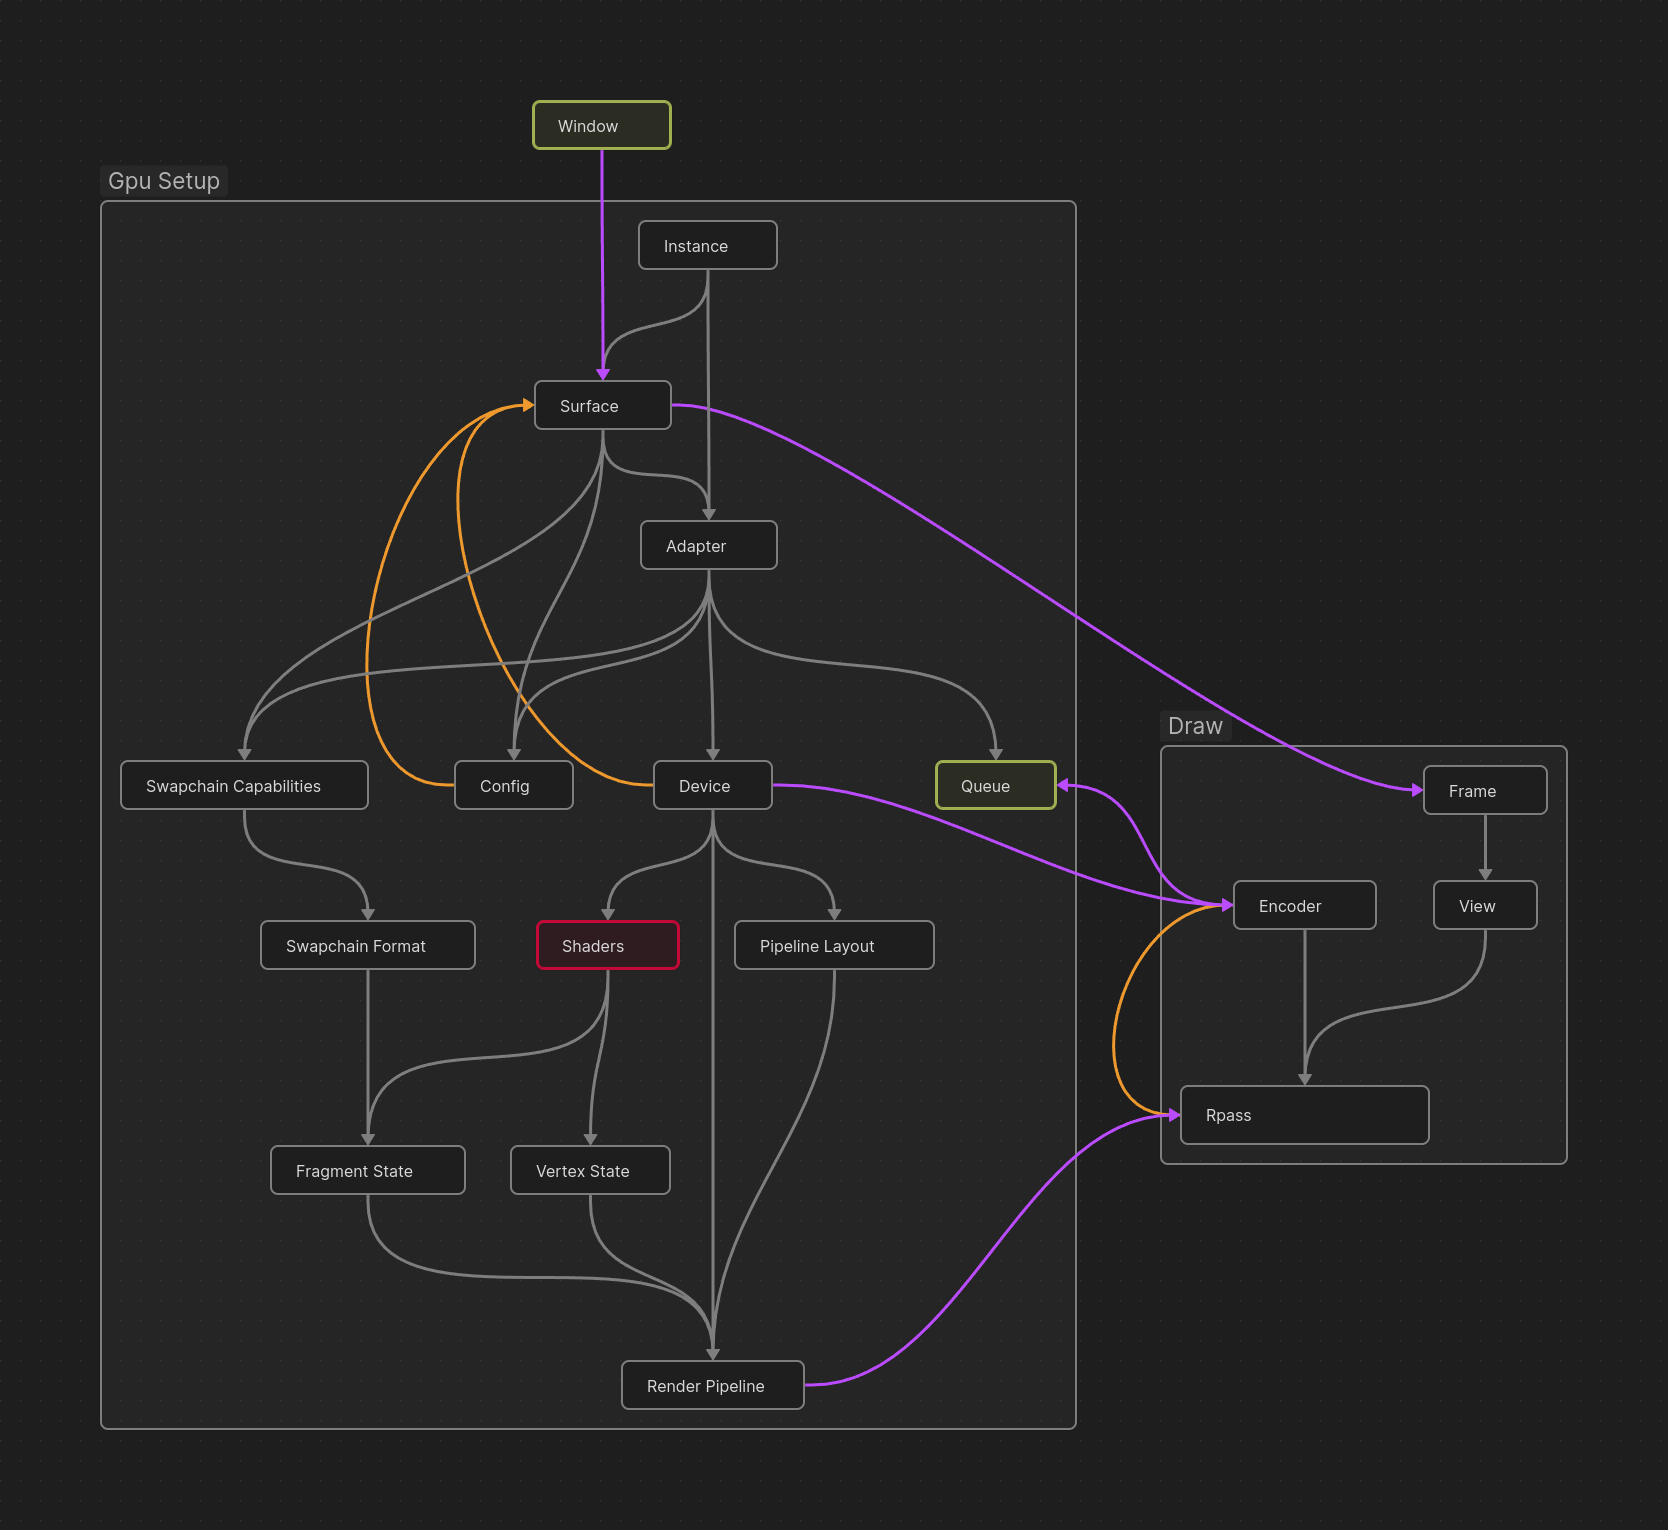 Window
Gpu Setup
Instance
Surface
Adapter
Draw
Swapchain Capabilities
Config
Device
Queue
Frame
Encoder
View
Swapchain Format
Shaders
Pipeline Layout
Rpass
Fragment State
Vertex State
Render Pipeline